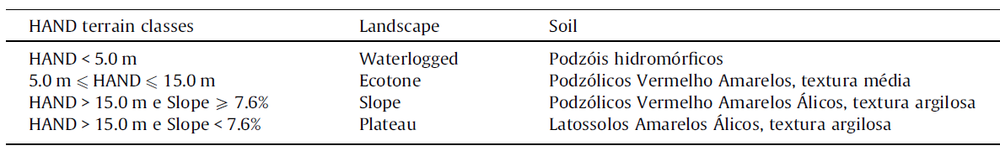 HAND terrain classes Landscape Soil
HAND < 5.0 m Waterlogged Podzóis hidromórficos
5.0 m ⩽ HAND ⩽ 15.0 m Ecotone Podzólicos Vermelho Amarelos, textura média
HAND > 15.0 m e Slope ⩾ 7.6% Slope Podzólicos Vermelho Amarelos Álicos, textura argilosa
HAND > 15.0 m e Slope < 7.6% Plateau Latossolos Amarelos Álicos, textura argilosa